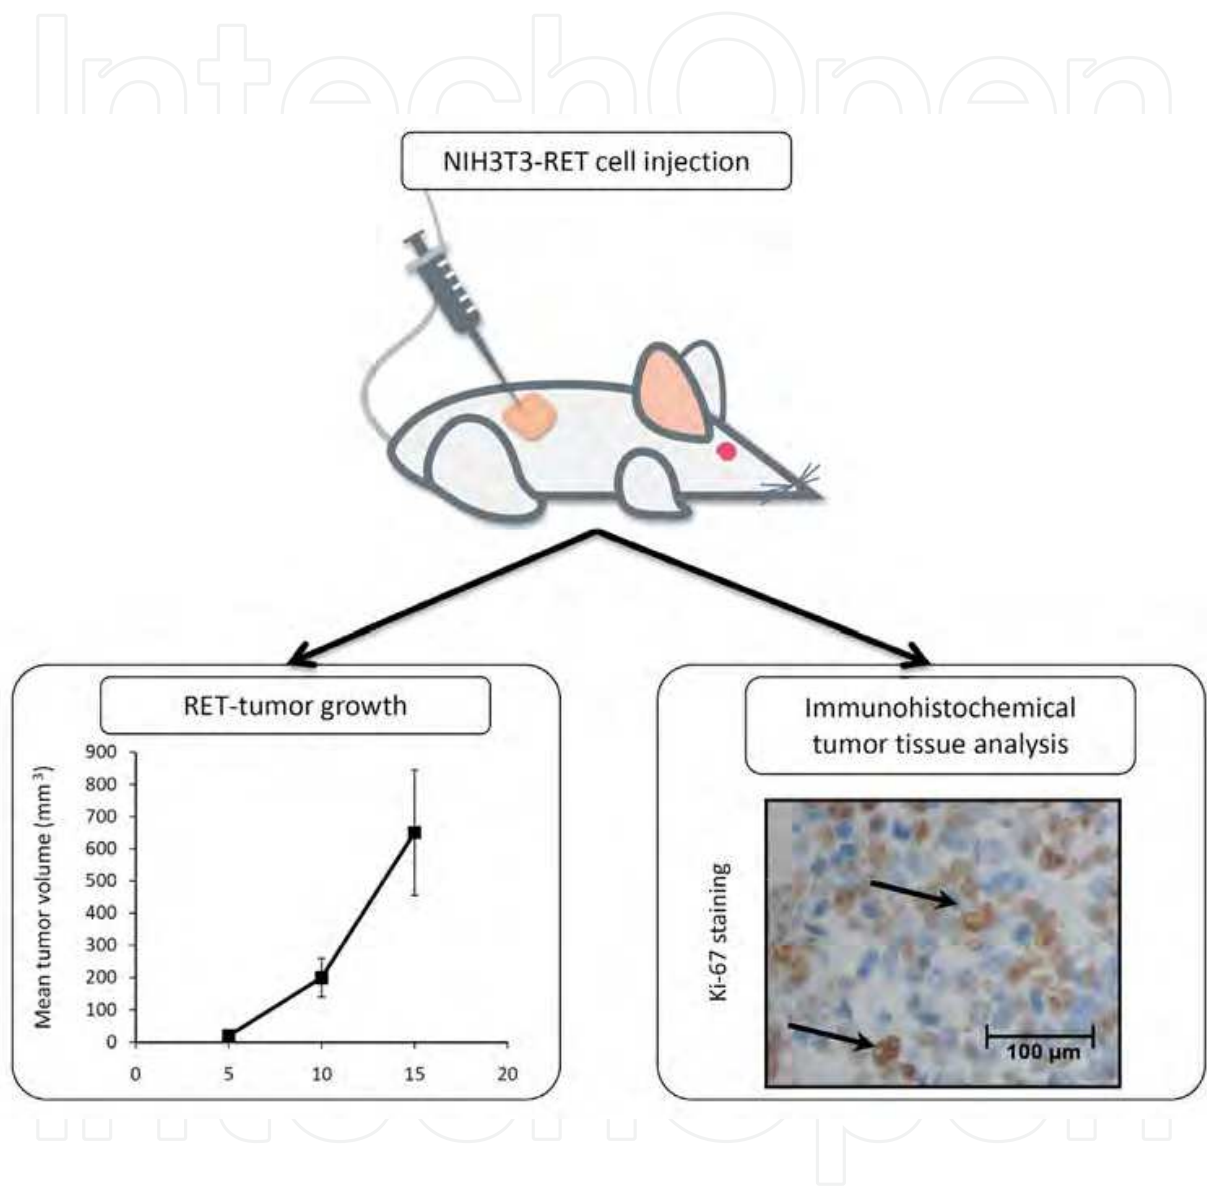 IntechOpen
NIH3T3-RET cell injection
RET-tumor growth
Mean tumor volume (mm³)
900
800
700
600
500
400
300
200
100
0
0 5 10 15 20
Immunohistochemical
tumor tissue analysis
Ki-67 staining
100 µm
IntechOpen